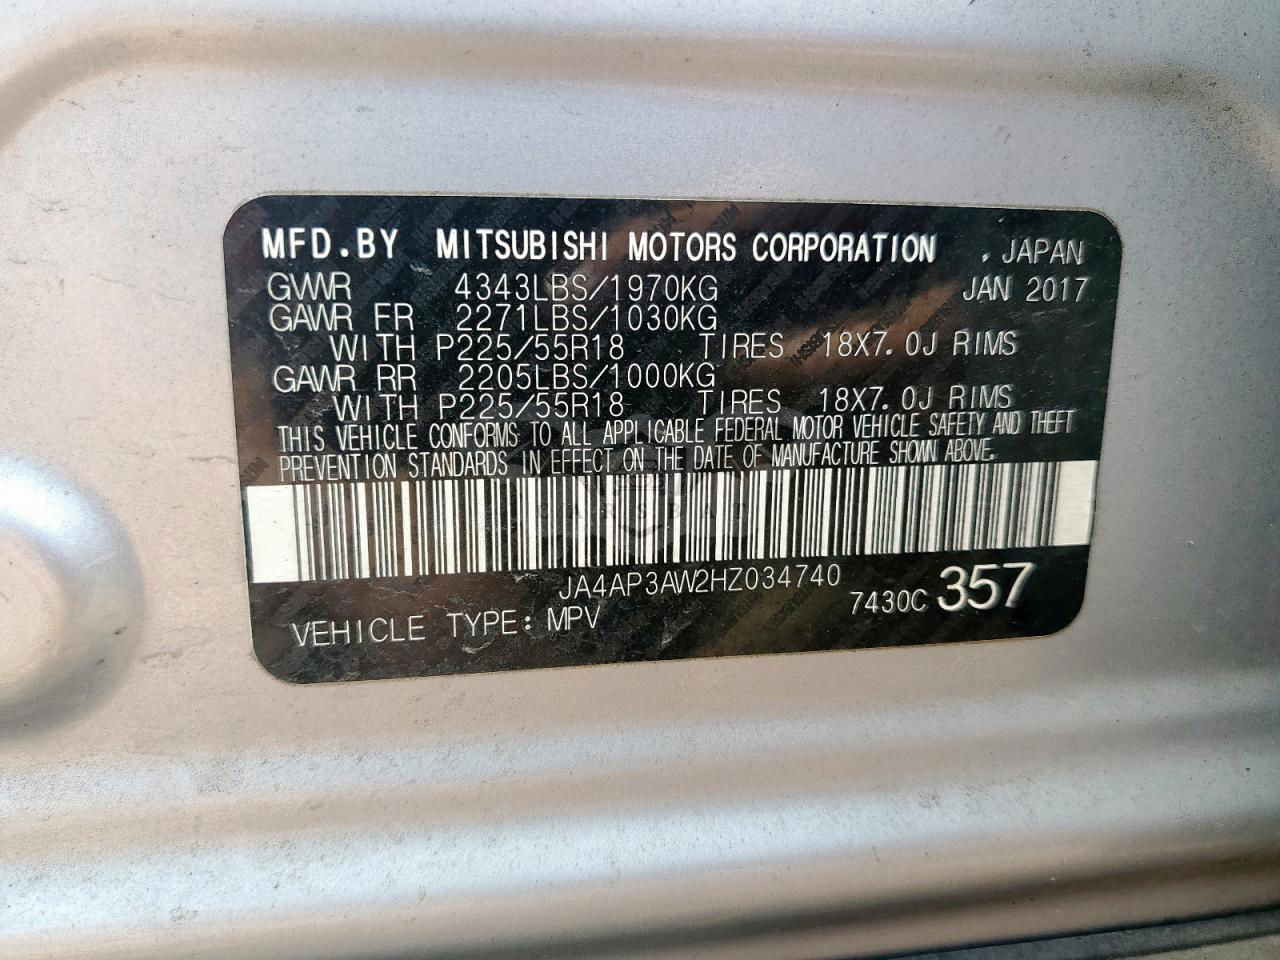 MFD.BY MITSUBISHI MOTORS CORPORATION , JAPAN
GVWR 4343LBS/1970KG JAN 2017
GAWR FR 2271LBS/1030KG
WITH P225/55R18 TIRES 18X7.0J RIMS
GAWR RR 2205LBS/1000KG
WITH P225/55R18 TIRES 18X7.0J RIMS
THIS VEHICLE CONFORMS TO ALL APPLICABLE FEDERAL MOTOR VEHICLE SAFETY AND THEFT
PREVENTION STANDARDS IN EFFECT ON THE DATE OF MANUFACTURE SHOWN ABOVE.
JA4AP3AW2HZ034740
7430C 357
VEHICLE TYPE: MPV